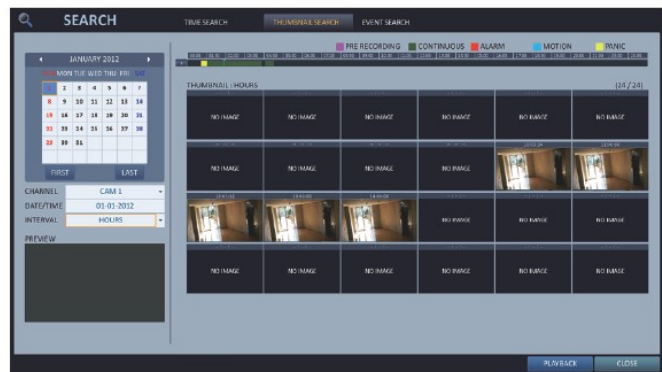 SEARCH
TIME SEARCH THUMBNAIL SEARCH EVENT SEARCH
PRE RECORDING CONTINUOUS ALARM MOTION PANIC
JANUARY 2012
MON TUE WED THU FRI
1 2 3 4 5 6 7
8 9 10 11 12 13 14
15 16 17 18 19 20 21
22 23 24 25 26 27 28
29 30 31
FIRST LAST
CHANNEL CAM 1
DATE/TIME 01-01-2012
INTERVAL HOURS
PREVIEW
THUMBNAIL : HOURS (24 / 24)
NO IMAGE NO IMAGE NO IMAGE NO IMAGE NO IMAGE NO IMAGE
NO IMAGE NO IMAGE NO IMAGE NO IMAGE
NO IMAGE NO IMAGE NO IMAGE
NO IMAGE NO IMAGE NO IMAGE NO IMAGE NO IMAGE NO IMAGE
PLAYBACK CLOSE